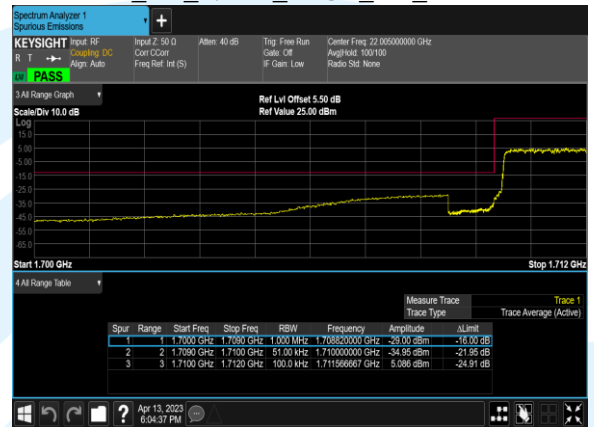 Spectrum Analyzer 1
Spurious Emissions
KEYSIGHT Input: RF Input Z: 50 Ω Atten: 40 dB Trig: Free Run Center Freq: 22.005000000 GHz
R T Coupling: DC Corr CCorr Gate: Off Avg|Hold: 100/100
Align: Auto Freq Ref: Int (S) IF Gain: Low Radio Std: None
LV PASS
3 All Range Graph
Ref Lvl Offset 5.50 dB
Scale/Div 10.0 dB Ref Value 25.00 dBm
Log
15.0
5.00
-5.00
-15.0
-25.0
-35.0
-45.0
-55.0
-65.0
Start 1.700 GHz Stop 1.712 GHz
4 All Range Table
Measure Trace Trace 1
Trace Type Trace Average (Active)
Spur Range Start Freq Stop Freq RBW Frequency Amplitude ΔLimit
1 1 1.7000 GHz 1.7090 GHz 1.000 MHz 1.708820000 GHz -29.00 dBm -16.00 dB
2 2 1.7090 GHz 1.7100 GHz 51.00 kHz 1.710000000 GHz -34.95 dBm -21.95 dB
3 3 1.7100 GHz 1.7120 GHz 100.0 kHz 1.711566667 GHz 5.086 dBm -24.91 dB
? Apr 13, 2023
6:04:37 PM